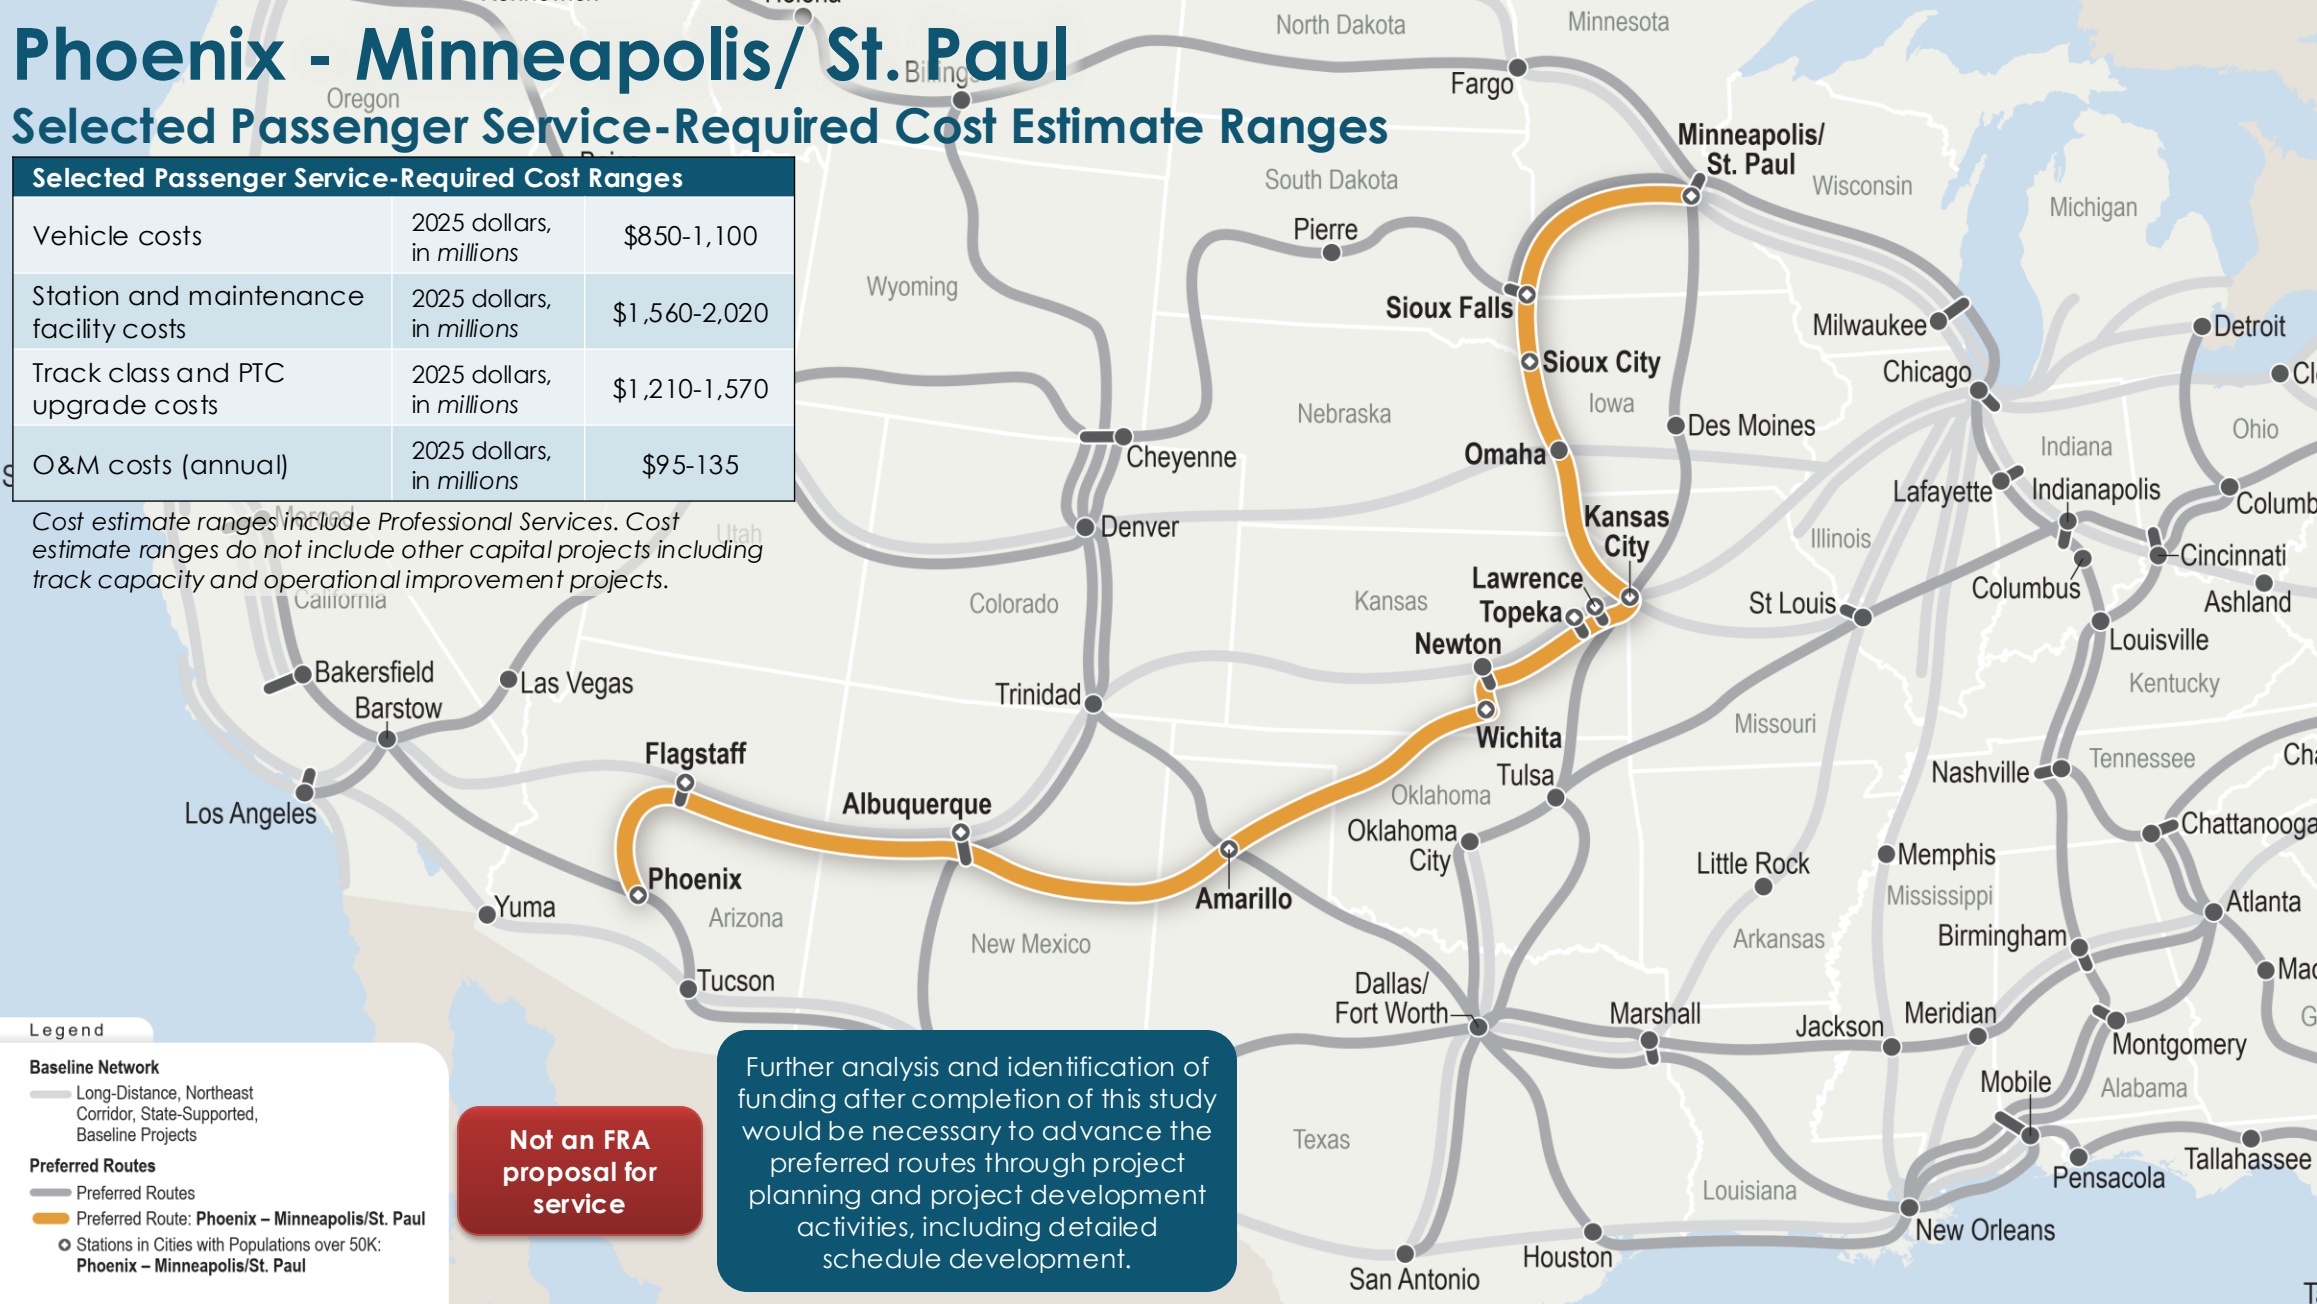 Phoenix - Minneapolis/ St. Paul
Selected Passenger Service-Required Cost Estimate Ranges
Selected Passenger Service-Required Cost Ranges
Vehicle costs
2025 dollars,
in millions
$850-1,100
Station and maintenance
facility costs
2025 dollars,
in millions
$1,560-2,020
Track class and PTC
upgrade costs
2025 dollars,
in millions
$1,210-1,570
O&M costs (annual)
2025 dollars,
in millions
$95-135
Cost estimate ranges include Professional Services. Cost
estimate ranges do not include other capital projects including
track capacity and operational improvement projects.
Oregon
Billings
North Dakota
Minnesota
Fargo
Minneapolis/
St. Paul
South Dakota
Wisconsin
Michigan
Pierre
Wyoming
Sioux Falls
Milwaukee
Detroit
Sioux City
Chicago
Iowa
Nebraska
Des Moines
Ohio
Indiana
Omaha
Cheyenne
Lafayette
Indianapolis
Columb
Merced
Utah
Denver
Kansas
City
Illinois
Cincinnati
Columbus
Lawrence
Topeka
California
Colorado
Kansas
St Louis
Ashland
Newton
Louisville
Bakersfield
Las Vegas
Barstow
Trinidad
Kentucky
Missouri
Wichita
Flagstaff
Tulsa
Tennessee
Nashville
Los Angeles
Albuquerque
Oklahoma
Oklahoma
City
Chattanooga
Memphis
Little Rock
Phoenix
Amarillo
Mississippi
Yuma
Arizona
Atlanta
New Mexico
Arkansas
Birmingham
Tucson
Mac
Dallas/
Fort Worth
Marshall
Jackson
Meridian
Montgomery
Mobile
Alabama
Texas
Louisiana
Pensacola
Tallahassee
New Orleans
Houston
San Antonio
Legend
Baseline Network
Long-Distance, Northeast
Corridor, State-Supported,
Baseline Projects
Preferred Routes
Preferred Routes
Preferred Route: Phoenix – Minneapolis/St. Paul
Stations in Cities with Populations over 50K:
Phoenix – Minneapolis/St. Paul
Not an FRA
proposal for
service
Further analysis and identification of
funding after completion of this study
would be necessary to advance the
preferred routes through project
planning and project development
activities, including detailed
schedule development.